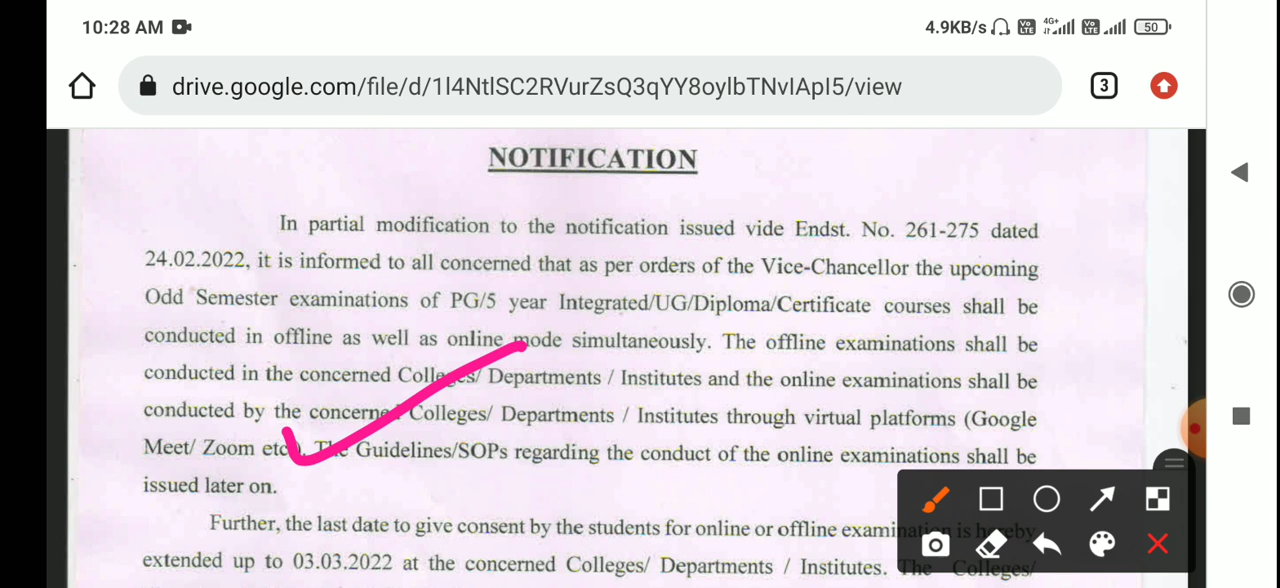 10:28 AM
4.9KB/s Vo LTE 4G+ Vo LTE 50
drive.google.com/file/d/1l4NtlSC2RVurZsQ3qYY8oylbTNvIApI5/view
3
NOTIFICATION
In partial modification to the notification issued vide Endst. No. 261-275 dated
24.02.2022, it is informed to all concerned that as per orders of the Vice-Chancellor the upcoming
Odd Semester examinations of PG/5 year Integrated/UG/Diploma/Certificate courses shall be
conducted in offline as well as online mode simultaneously. The offline examinations shall be
conducted in the concerned Colleges/ Departments / Institutes and the online examinations shall be
conducted by the concerned Colleges/ Departments / Institutes through virtual platforms (Google
Meet/ Zoom etc). The Guidelines/SOPs regarding the conduct of the online examinations shall be
issued later on.
Further, the last date to give consent by the students for online or offline examination is hereby
extended up to 03.03.2022 at the concerned Colleges/ Departments / Institutes. The Colleges/